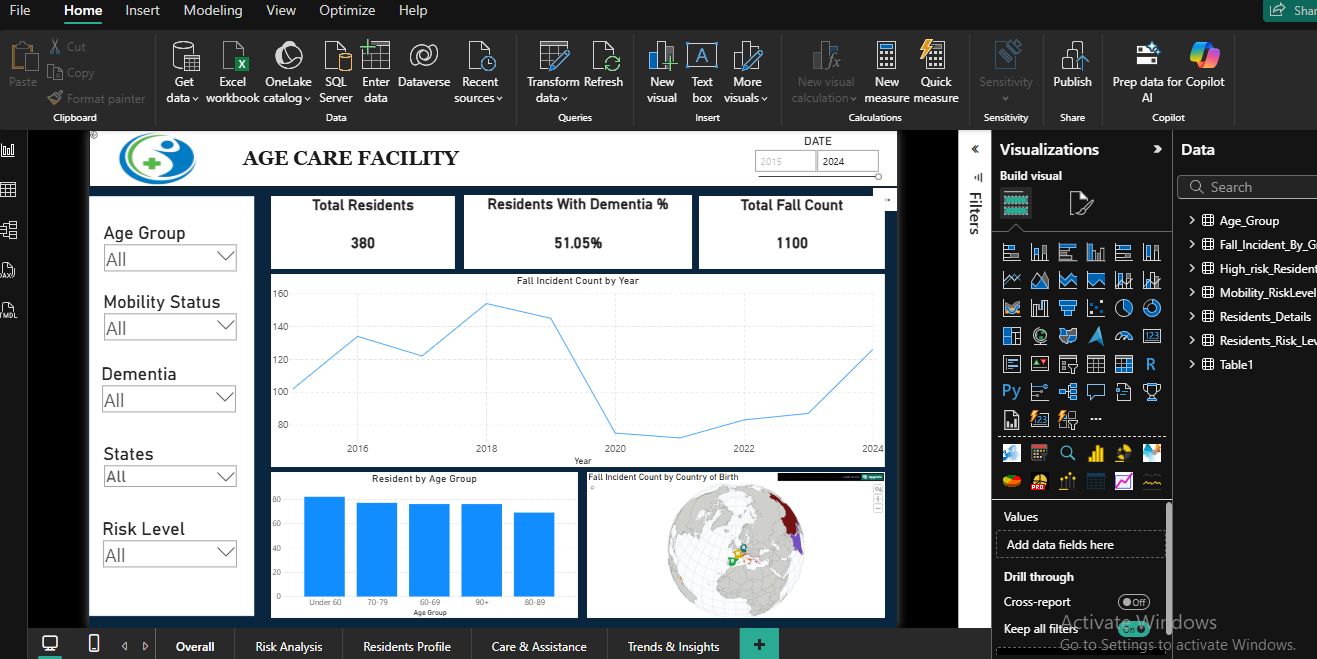 File Home Insert Modeling View Optimize Help Shar
Paste
Cut
Copy
Format painter
Clipboard
Get data
Excel workbook
OneLake catalog
SQL Server
Enter data
Dataverse
Recent sources
Data
Transform data
Refresh
Queries
New visual
Text box
More visuals
Insert
New visual calculation
New measure
Quick measure
Calculations
Sensitivity
Sensitivity
Publish
Share
Prep data for AI
Copilot
Copilot
AGE CARE FACILITY
DATE
2015 2024
Age Group
All
Mobility Status
All
Dementia
All
States
All
Risk Level
All
Total Residents
380
Residents With Dementia %
51.05%
Total Fall Count
1100
Fall Incident Count by Year
160
140
120
100
80
2016 2018 2020 2022 2024
Year
Resident by Age Group
80
60
40
20
0
Under 60 70-79 60-69 90+ 80-89
Age Group
Fall Incident Count by Country of Birth
Filters
Visualizations
Build visual
123
R
Py
123
PRO
Values
Add data fields here
Drill through
Cross-report
Off
Keep all filters
On
Data
Search
Age_Group
Fall_Incident_By_G
High_risk_Resident
Mobility_RiskLevel
Residents_Details
Residents_Risk_Lev
Table1
Activate Windows
Go to Settings to activate Windows.
DAX
TMDL
Overall Risk Analysis Residents Profile Care & Assistance Trends & Insights +